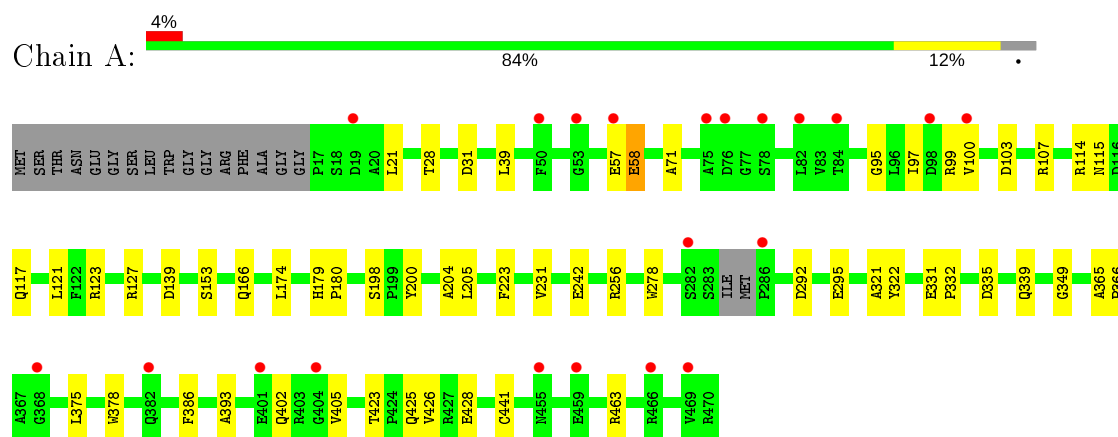 4%
Chain A:
84% 12% •
MET SER THR ASN GLU GLY SER LEU TRP GLY GLY ARG PHE ALA GLY GLY P17 S18 D19 A20 L21 T28 D31 L39 F50 G53 E57 E58 A71 A75 D76 G77 S78 L82 V83 T84 G95 L96 I97 D98 R99 V100 D103 R107 R114 N115 D116
Q117 L121 F122 R123 R127 D139 S153 Q166 L174 H179 P180 S198 P199 Y200 A204 L205 F223 V231 E242 R256 W278 S282 S283 ILE MET P286 D292 E295 A321 Y322 E331 P332 D335 Q339 G349 A365 P366
A367 G368 L375 W378 Q382 F386 A393 E401 Q402 R403 G404 V405 T423 P424 Q425 V426 R427 E428 C441 N455 E459 R463 R466 V469 R470